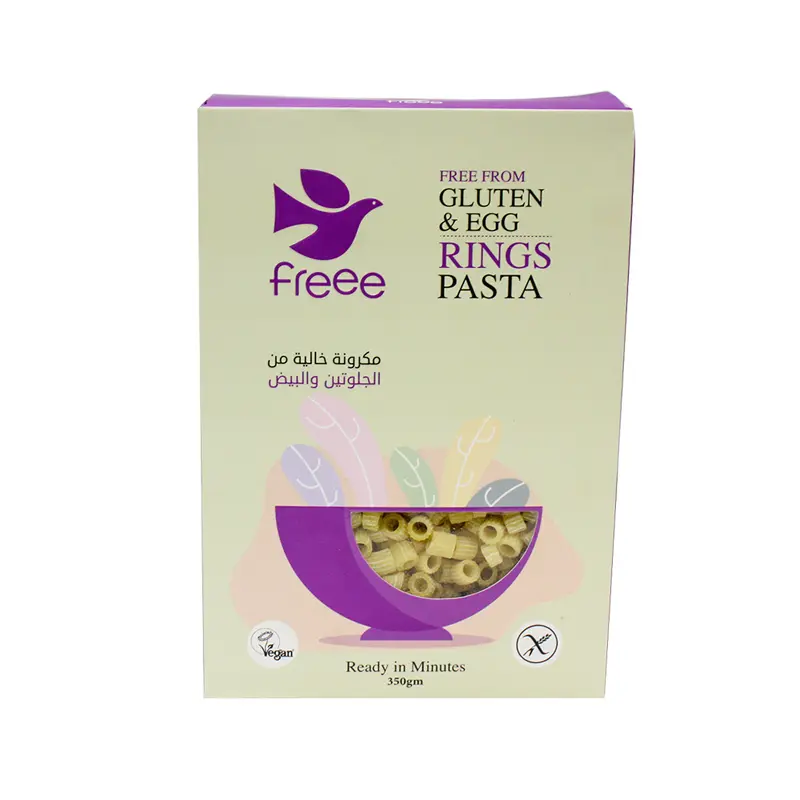 freee
freee
FREE FROM
GLUTEN
& EGG
RINGS
PASTA
مكرونة خالية من
الجلوتين والبيض
Vegan
Ready in Minutes
350gm